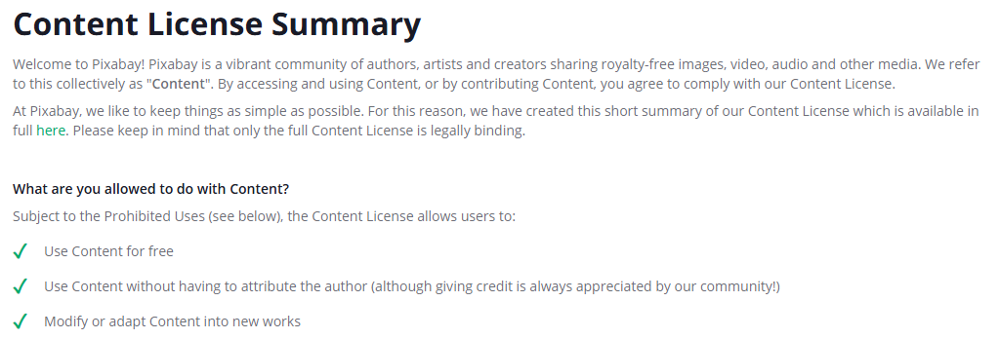 Content License Summary
Welcome to Pixabay! Pixabay is a vibrant community of authors, artists and creators sharing royalty-free images, video, audio and other media. We refer
to this collectively as "Content". By accessing and using Content, or by contributing Content, you agree to comply with our Content License.
At Pixabay, we like to keep things as simple as possible. For this reason, we have created this short summary of our Content License which is available in
full here. Please keep in mind that only the full Content License is legally binding.
What are you allowed to do with Content?
Subject to the Prohibited Uses (see below), the Content License allows users to:
Use Content for free
Use Content without having to attribute the author (although giving credit is always appreciated by our community!)
Modify or adapt Content into new works